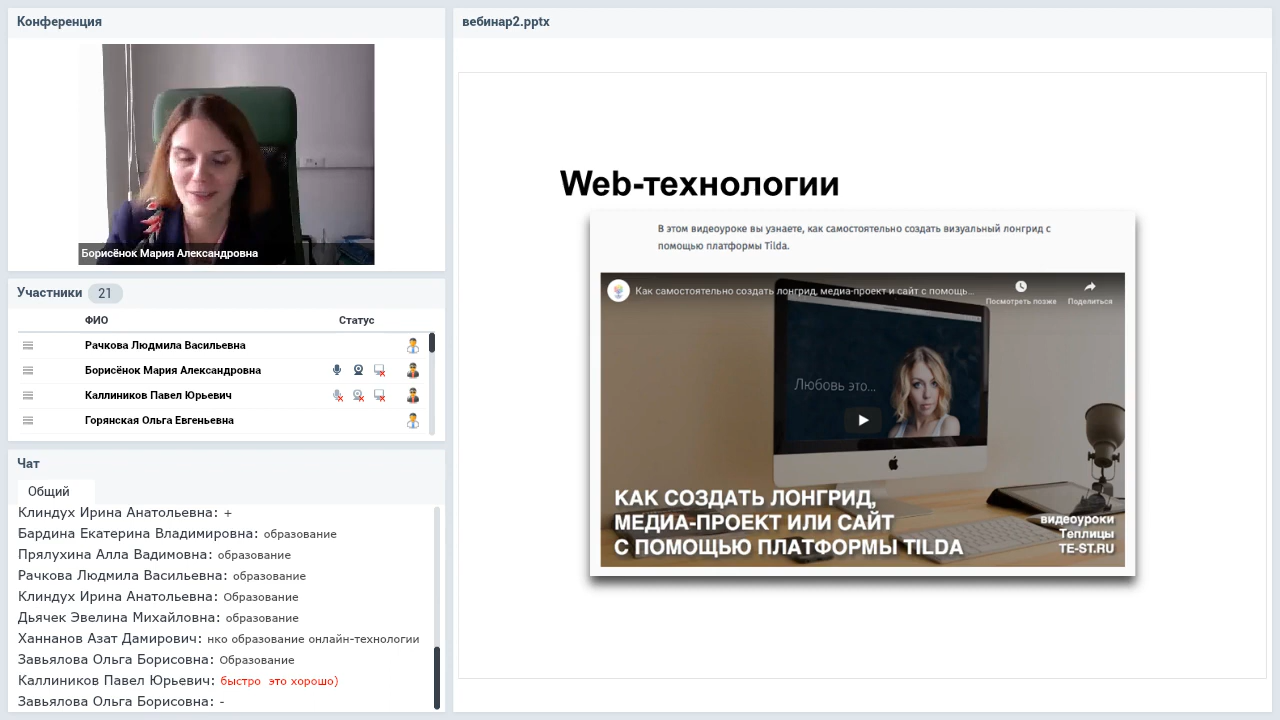 Конференция
Борисёнок Мария Александровна
Участники 21
ФИО Статус
Рачкова Людмила Васильевна
Борисёнок Мария Александровна
Каллиников Павел Юрьевич
Горянская Ольга Евгеньевна
Чат
Общий
Клиндух Ирина Анатольевна: +
Бардина Екатерина Владимировна: образование
Прялухина Алла Вадимовна: образование
Рачкова Людмила Васильевна: образование
Клиндух Ирина Анатольевна: Образование
Дьячек Эвелина Михайловна: образование
Ханнанов Азат Дамирович: нко образование онлайн-технологии
Завьялова Ольга Борисовна: Образование
Каллиников Павел Юрьевич: быстро это хорошо)
Завьялова Ольга Борисовна: -
вебинар2.pptx
Web-технологии
В этом видеоуроке вы узнаете, как самостоятельно создать визуальный лонгрид с
помощью платформы Tilda.
Как самостоятельно создать лонгрид, медиа-проект и сайт с помощь...
Посмотреть позже
Поделиться
Любовь это...
КАК СОЗДАТЬ ЛОНГРИД,
МЕДИА-ПРОЕКТ ИЛИ САЙТ
С ПОМОЩЬЮ ПЛАТФОРМЫ TILDA
видеоуроки
Теплицы
TE-ST.RU